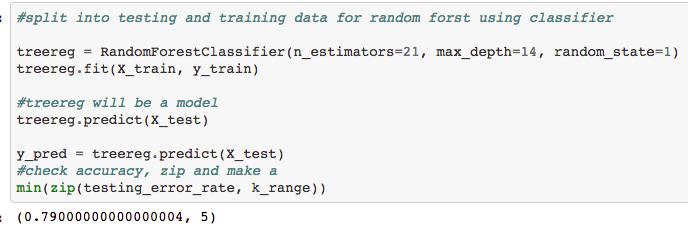 #split into testing and training data for random forst using classifier
treereg = RandomForestClassifier(n_estimators=21, max_depth=14, random_state=1)
treereg.fit(X_train, y_train)
#treereg will be a model
treereg.predict(X_test)
y_pred = treereg.predict(X_test)
#check accuracy, zip and make a
min(zip(testing_error_rate, k_range))
(0.79000000000000004, 5)